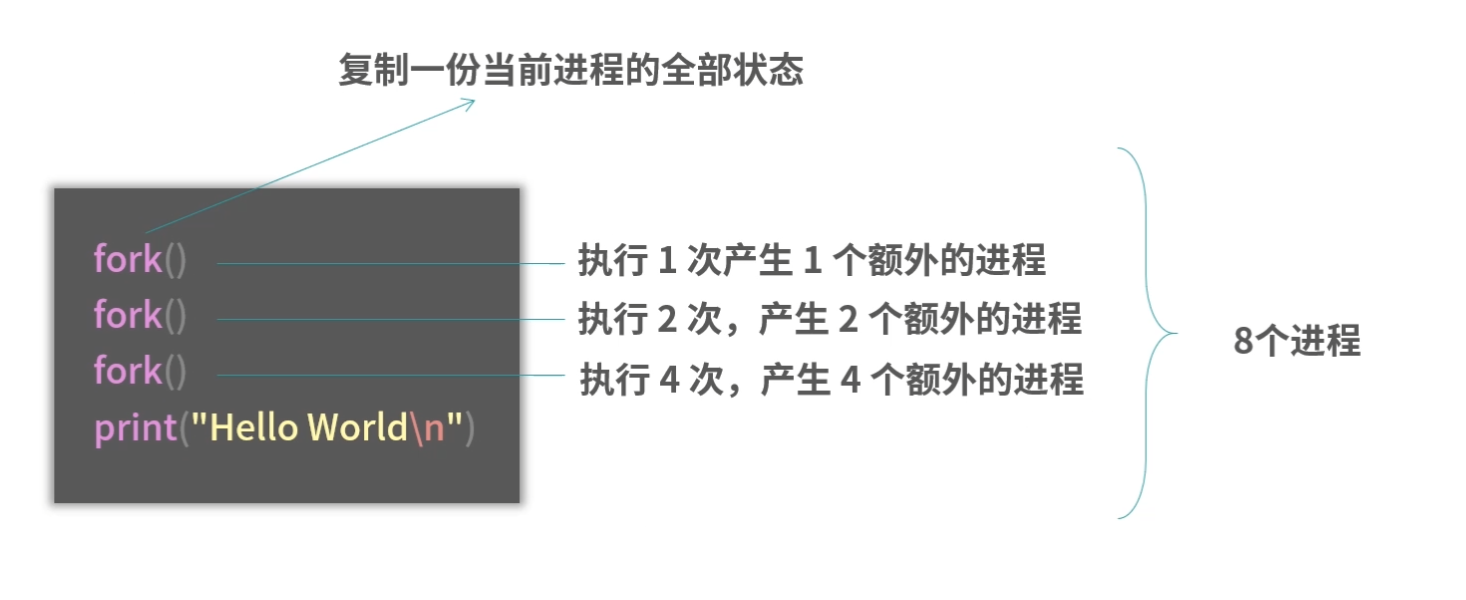 复制一份当前进程的全部状态
fork()
执行 1 次产生 1 个额外的进程
fork()
执行 2 次，产生 2 个额外的进程
fork()
执行 4 次，产生 4 个额外的进程
print("Hello World\n")
8个进程